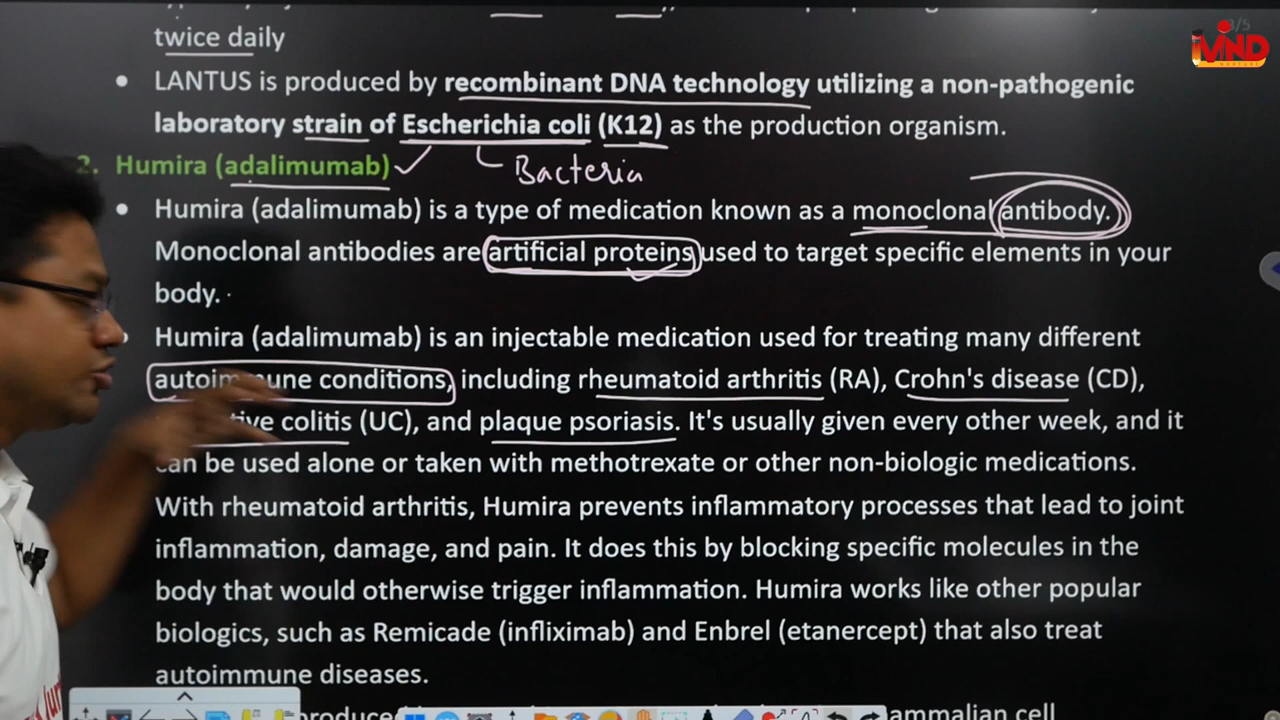 3/5
MND
twice daily
• LANTUS is produced by recombinant DNA technology utilizing a non-pathogenic
laboratory strain of Escherichia coli (K12) as the production organism.
2. Humira (adalimumab)
Bacteria
• Humira (adalimumab) is a type of medication known as a monoclonal antibody.
Monoclonal antibodies are artificial proteins used to target specific elements in your
body.
Humira (adalimumab) is an injectable medication used for treating many different
autoimmune conditions, including rheumatoid arthritis (RA), Crohn's disease (CD),
colitis (UC), and plaque psoriasis. It's usually given every other week, and it
can be used alone or taken with methotrexate or other non-biologic medications.
With rheumatoid arthritis, Humira prevents inflammatory processes that lead to joint
inflammation, damage, and pain. It does this by blocking specific molecules in the
body that would otherwise trigger inflammation. Humira works like other popular
biologics, such as Remicade (infliximab) and Enbrel (etanercept) that also treat
autoimmune diseases.
produced
cell